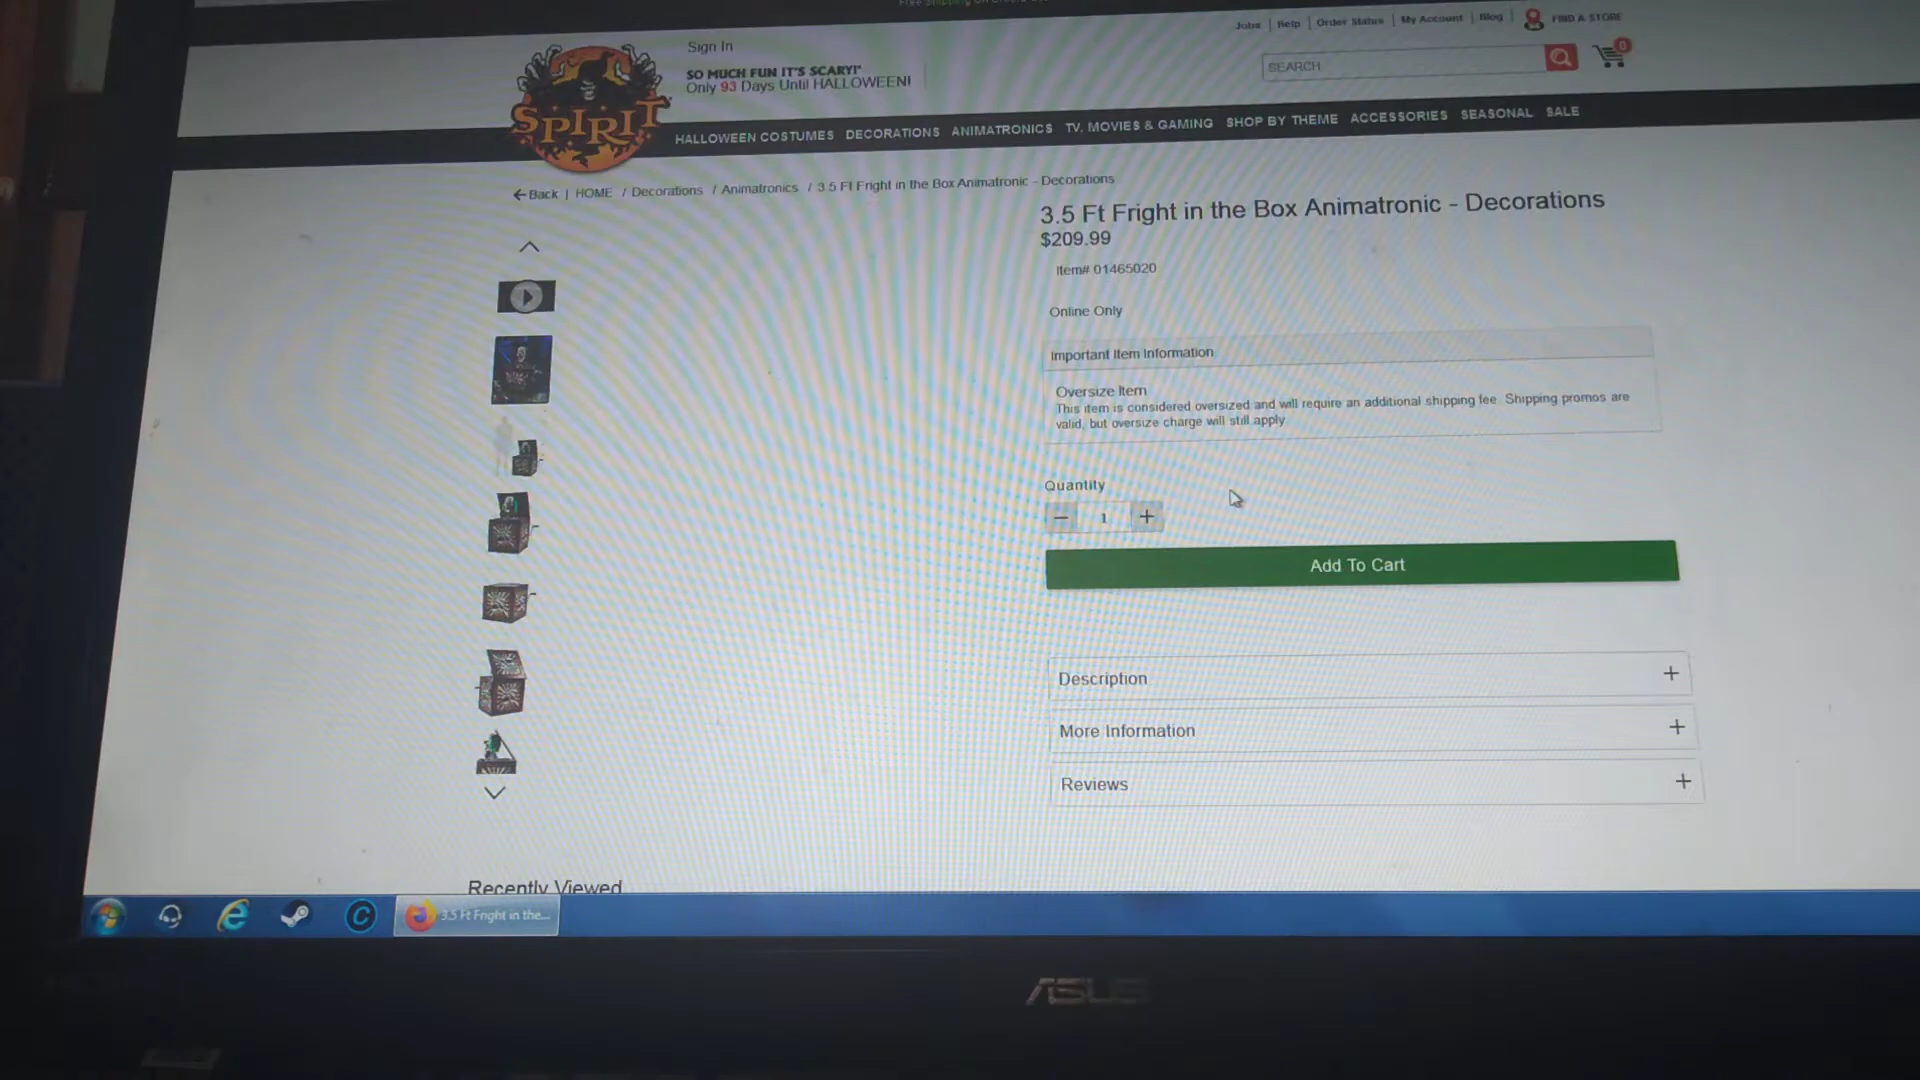 Jobs | Help | Order Status | My Account | Blog | FIND A STORE
Sign In
SO MUCH FUN IT'S SCARY!
Only 93 Days Until HALLOWEEN!
SEARCH
0
SPIRIT
HALLOWEEN COSTUMES DECORATIONS ANIMATRONICS TV, MOVIES & GAMING SHOP BY THEME ACCESSORIES SEASONAL SALE
Back | HOME / Decorations / Animatronics / 3.5 Ft Fright in the Box Animatronic - Decorations
3.5 Ft Fright in the Box Animatronic - Decorations
$209.99
Item# 01465020
Online Only
Important Item Information
Oversize Item
This item is considered oversized and will require an additional shipping fee. Shipping promos are
valid, but oversize charge will still apply.
Quantity
− 1 +
Add To Cart
Description +
More Information +
Reviews +
Recently Viewed
3.5 Ft Fright in the...
ASUS